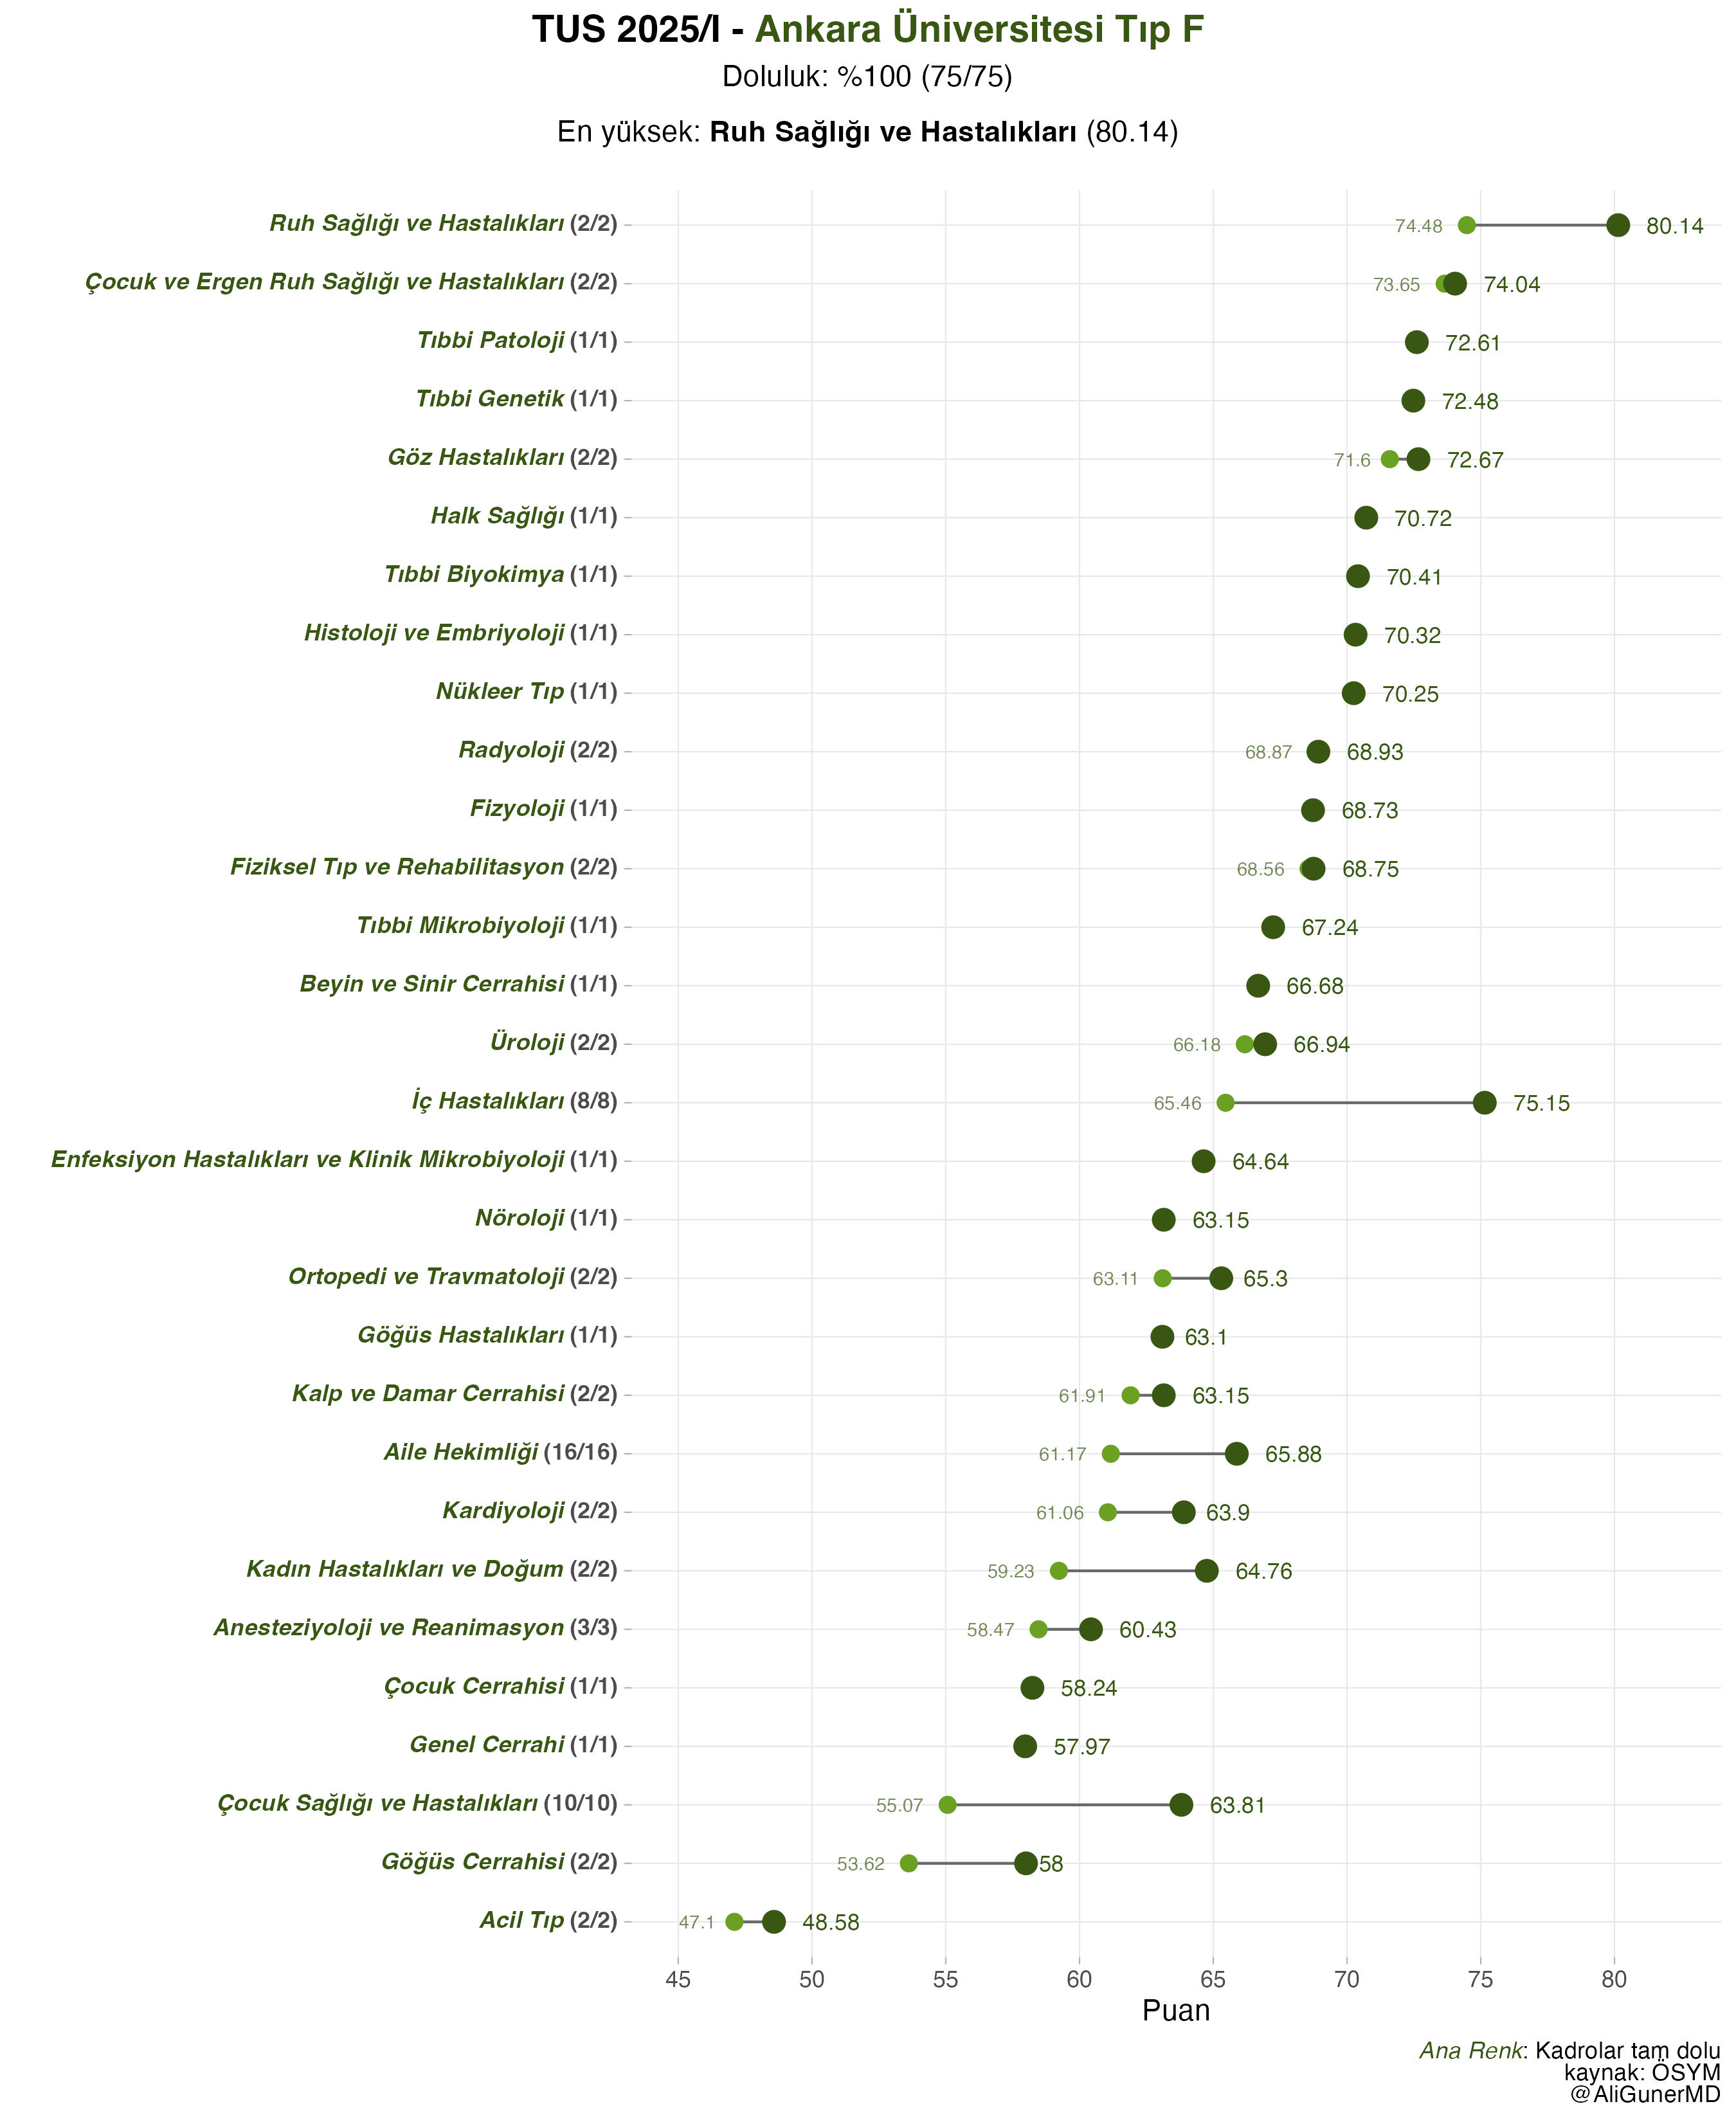 TUS 2025/I - Ankara Üniversitesi Tıp F
Doluluk: %100 (75/75)
En yüksek: Ruh Sağlığı ve Hastalıkları (80.14)
Ruh Sağlığı ve Hastalıkları (2/2) 74.48 80.14
Çocuk ve Ergen Ruh Sağlığı ve Hastalıkları (2/2) 73.65 74.04
Tıbbi Patoloji (1/1) 72.61
Tıbbi Genetik (1/1) 72.48
Göz Hastalıkları (2/2) 71.6 72.67
Halk Sağlığı (1/1) 70.72
Tıbbi Biyokimya (1/1) 70.41
Histoloji ve Embriyoloji (1/1) 70.32
Nükleer Tıp (1/1) 70.25
Radyoloji (2/2) 68.87 68.93
Fizyoloji (1/1) 68.73
Fiziksel Tıp ve Rehabilitasyon (2/2) 68.56 68.75
Tıbbi Mikrobiyoloji (1/1) 67.24
Beyin ve Sinir Cerrahisi (1/1) 66.68
Üroloji (2/2) 66.18 66.94
İç Hastalıkları (8/8) 65.46 75.15
Enfeksiyon Hastalıkları ve Klinik Mikrobiyoloji (1/1) 64.64
Nöroloji (1/1) 63.15
Ortopedi ve Travmatoloji (2/2) 63.11 65.3
Göğüs Hastalıkları (1/1) 63.1
Kalp ve Damar Cerrahisi (2/2) 61.91 63.15
Aile Hekimliği (16/16) 61.17 65.88
Kardiyoloji (2/2) 61.06 63.9
Kadın Hastalıkları ve Doğum (2/2) 59.23 64.76
Anesteziyoloji ve Reanimasyon (3/3) 58.47 60.43
Çocuk Cerrahisi (1/1) 58.24
Genel Cerrahi (1/1) 57.97
Çocuk Sağlığı ve Hastalıkları (10/10) 55.07 63.81
Göğüs Cerrahisi (2/2) 53.62 58
Acil Tıp (2/2) 47.1 48.58
45 50 55 60 65 70 75 80
Puan
Ana Renk: Kadrolar tam dolu
kaynak: ÖSYM
@AliGunerMD